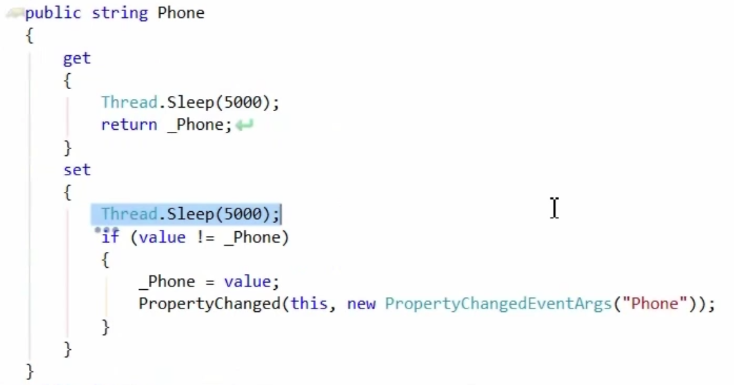 public string Phone
{
get
{
Thread.Sleep(5000);
return _Phone;
}
set
{
Thread.Sleep(5000);
if (value != _Phone)
{
_Phone = value;
PropertyChanged(this, new PropertyChangedEventArgs("Phone"));
}
}
}